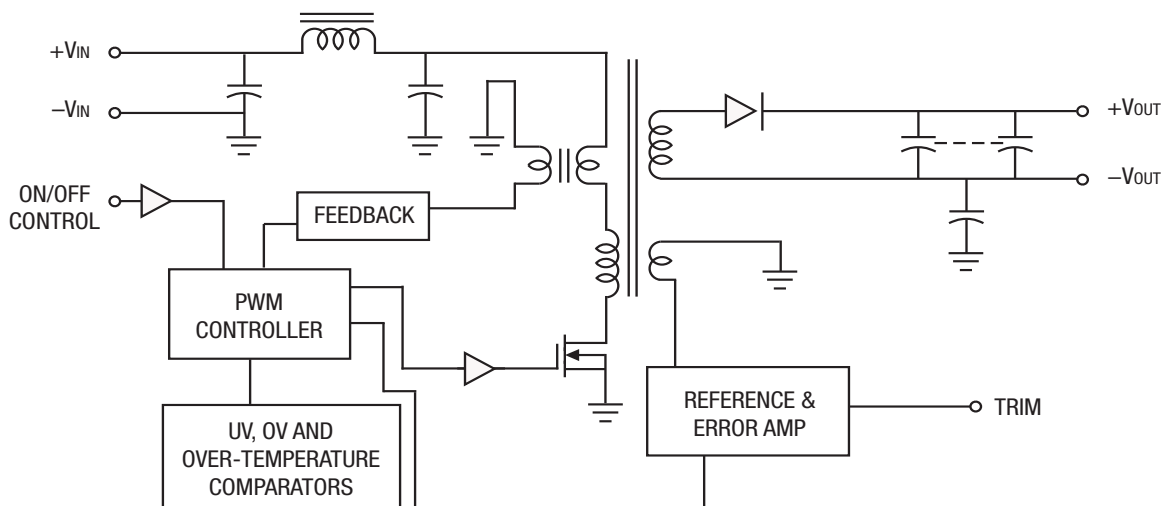 +VIN
−VIN
+VOUT
−VOUT
ON/OFF
CONTROL
FEEDBACK
PWM
CONTROLLER
REFERENCE &
ERROR AMP
TRIM
UV, OV AND
OVER-TEMPERATURE
COMPARATORS